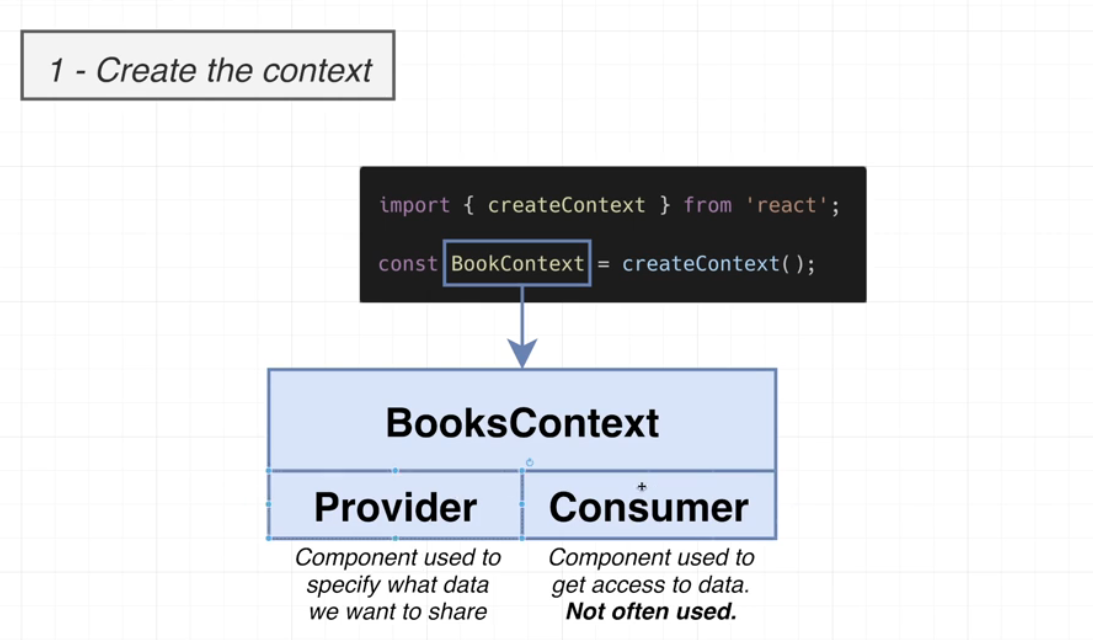 1 - Create the context
import { createContext } from 'react';
const BookContext = createContext();
BooksContext
Provider
Consumer
Component used to
specify what data
we want to share
Component used to
get access to data.
Not often used.